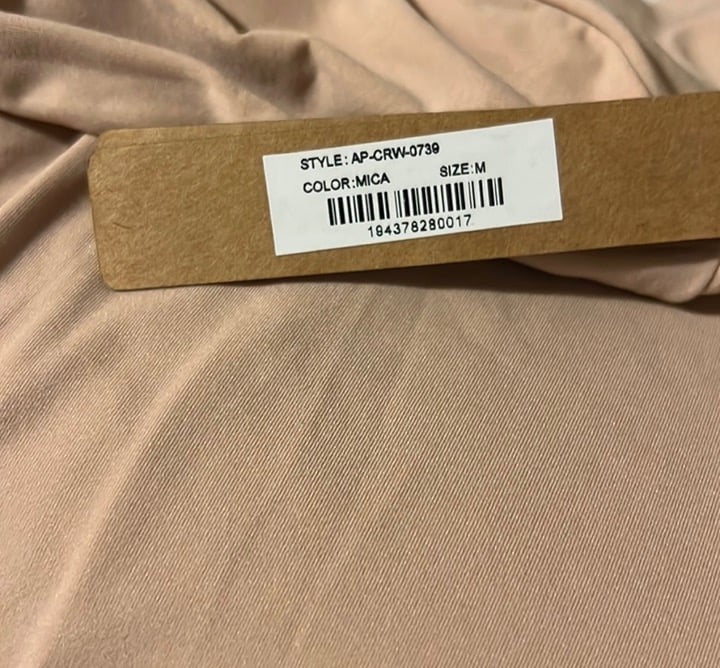 STYLE: AP-CRW-0739
COLOR:MICA SIZE:M
194378280017